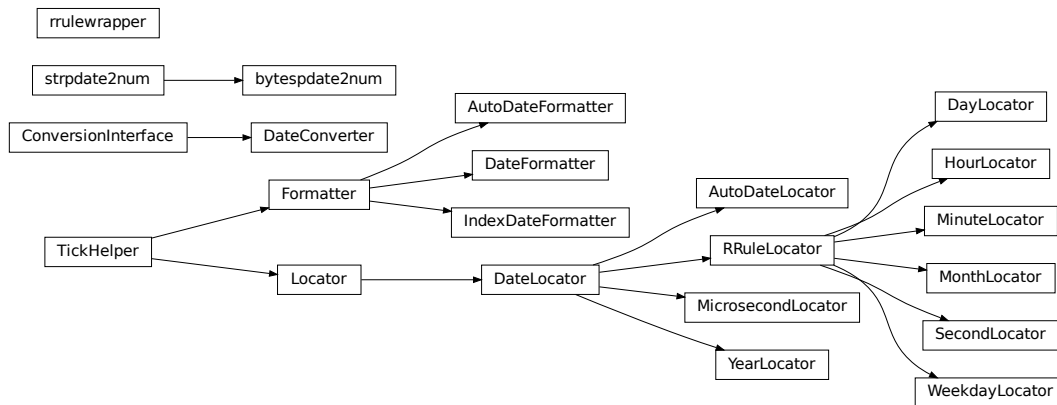 rrulewrapper
strpdate2num
bytespdate2num
ConversionInterface
DateConverter
TickHelper
Formatter
Locator
AutoDateFormatter
DateFormatter
IndexDateFormatter
DateLocator
AutoDateLocator
RRuleLocator
MicrosecondLocator
YearLocator
DayLocator
HourLocator
MinuteLocator
MonthLocator
SecondLocator
WeekdayLocator